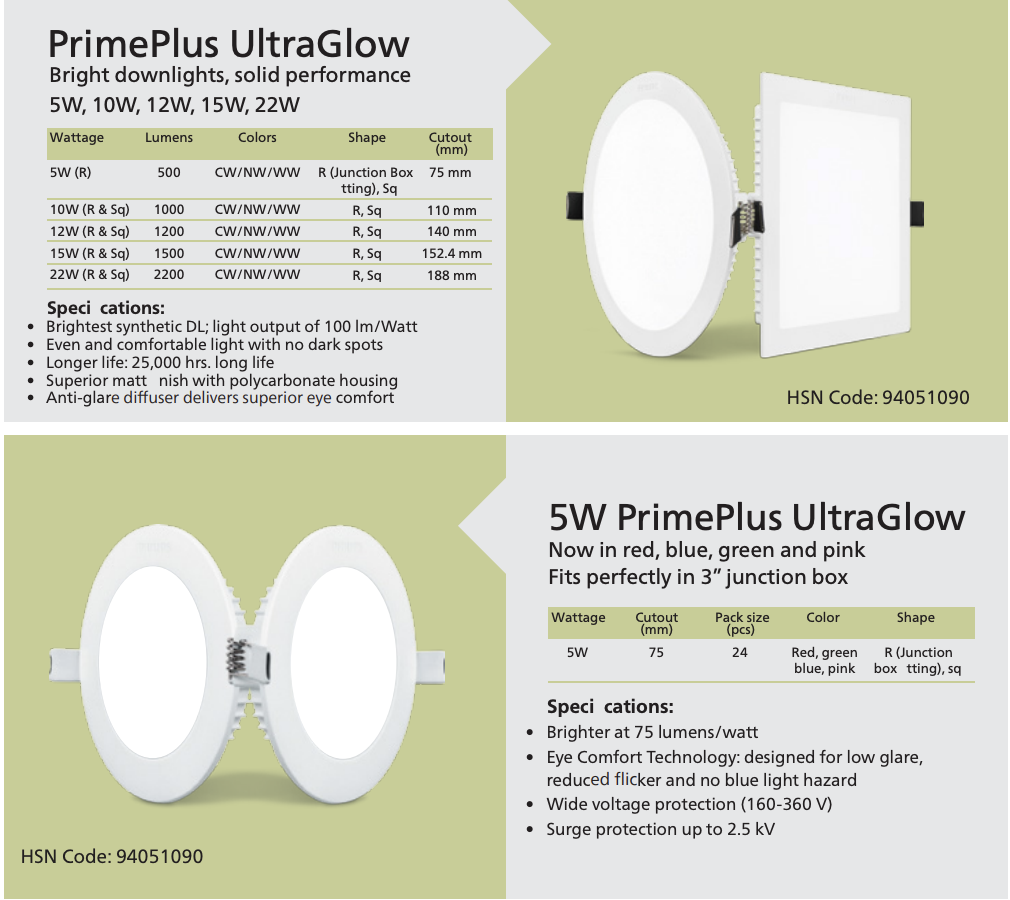 PrimePlus UltraGlow
Bright downlights, solid performance
5W, 10W, 12W, 15W, 22W
Wattage Lumens Colors Shape Cutout
(mm)
5W (R) 500 CW/NW/WW R (Junction Box 75 mm
tting), Sq
10W (R & Sq) 1000 CW/NW/WW R, Sq 110 mm
12W (R & Sq) 1200 CW/NW/WW R, Sq 140 mm
15W (R & Sq) 1500 CW/NW/WW R, Sq 152.4 mm
22W (R & Sq) 2200 CW/NW/WW R, Sq 188 mm
Speci cations:
• Brightest synthetic DL; light output of 100 lm/Watt
• Even and comfortable light with no dark spots
• Longer life: 25,000 hrs. long life
• Superior matt nish with polycarbonate housing
• Anti-glare diffuser delivers superior eye comfort
HSN Code: 94051090
5W PrimePlus UltraGlow
Now in red, blue, green and pink
Fits perfectly in 3” junction box
Wattage Cutout Pack size Color Shape
(mm) (pcs)
5W 75 24 Red, green R (Junction
blue, pink box tting), sq
Speci cations:
• Brighter at 75 lumens/watt
• Eye Comfort Technology: designed for low glare,
reduced flicker and no blue light hazard
• Wide voltage protection (160-360 V)
• Surge protection up to 2.5 kV
HSN Code: 94051090